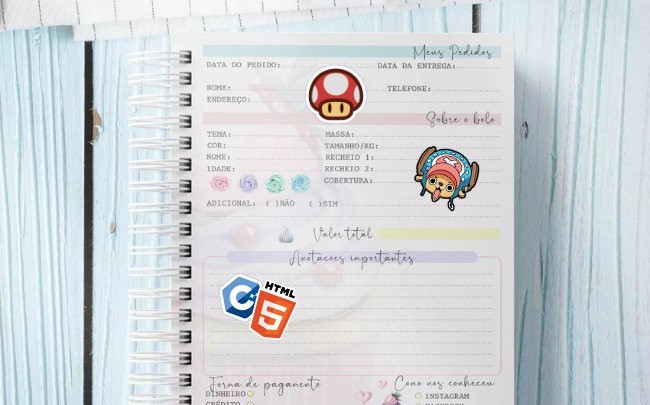 Meus Pedidos
DATA DO PEDIDO: DATA DA ENTREGA:
NOME: TELEFONE:
ENDEREÇO:
Sobre o bolo
TEMA: MASSA:
COR: TAMANHO/KG:
NOME: RECHEIO 1:
IDADE: RECHEIO 2:
COBERTURA:
ADICIONAL: ( )NÃO ( )SIM
Valor total
Anotacoes importantes
C HTML
5
Forma de pagamento Como nos conheceu
DINHEIRO INSTAGRAM
CRÉDITO